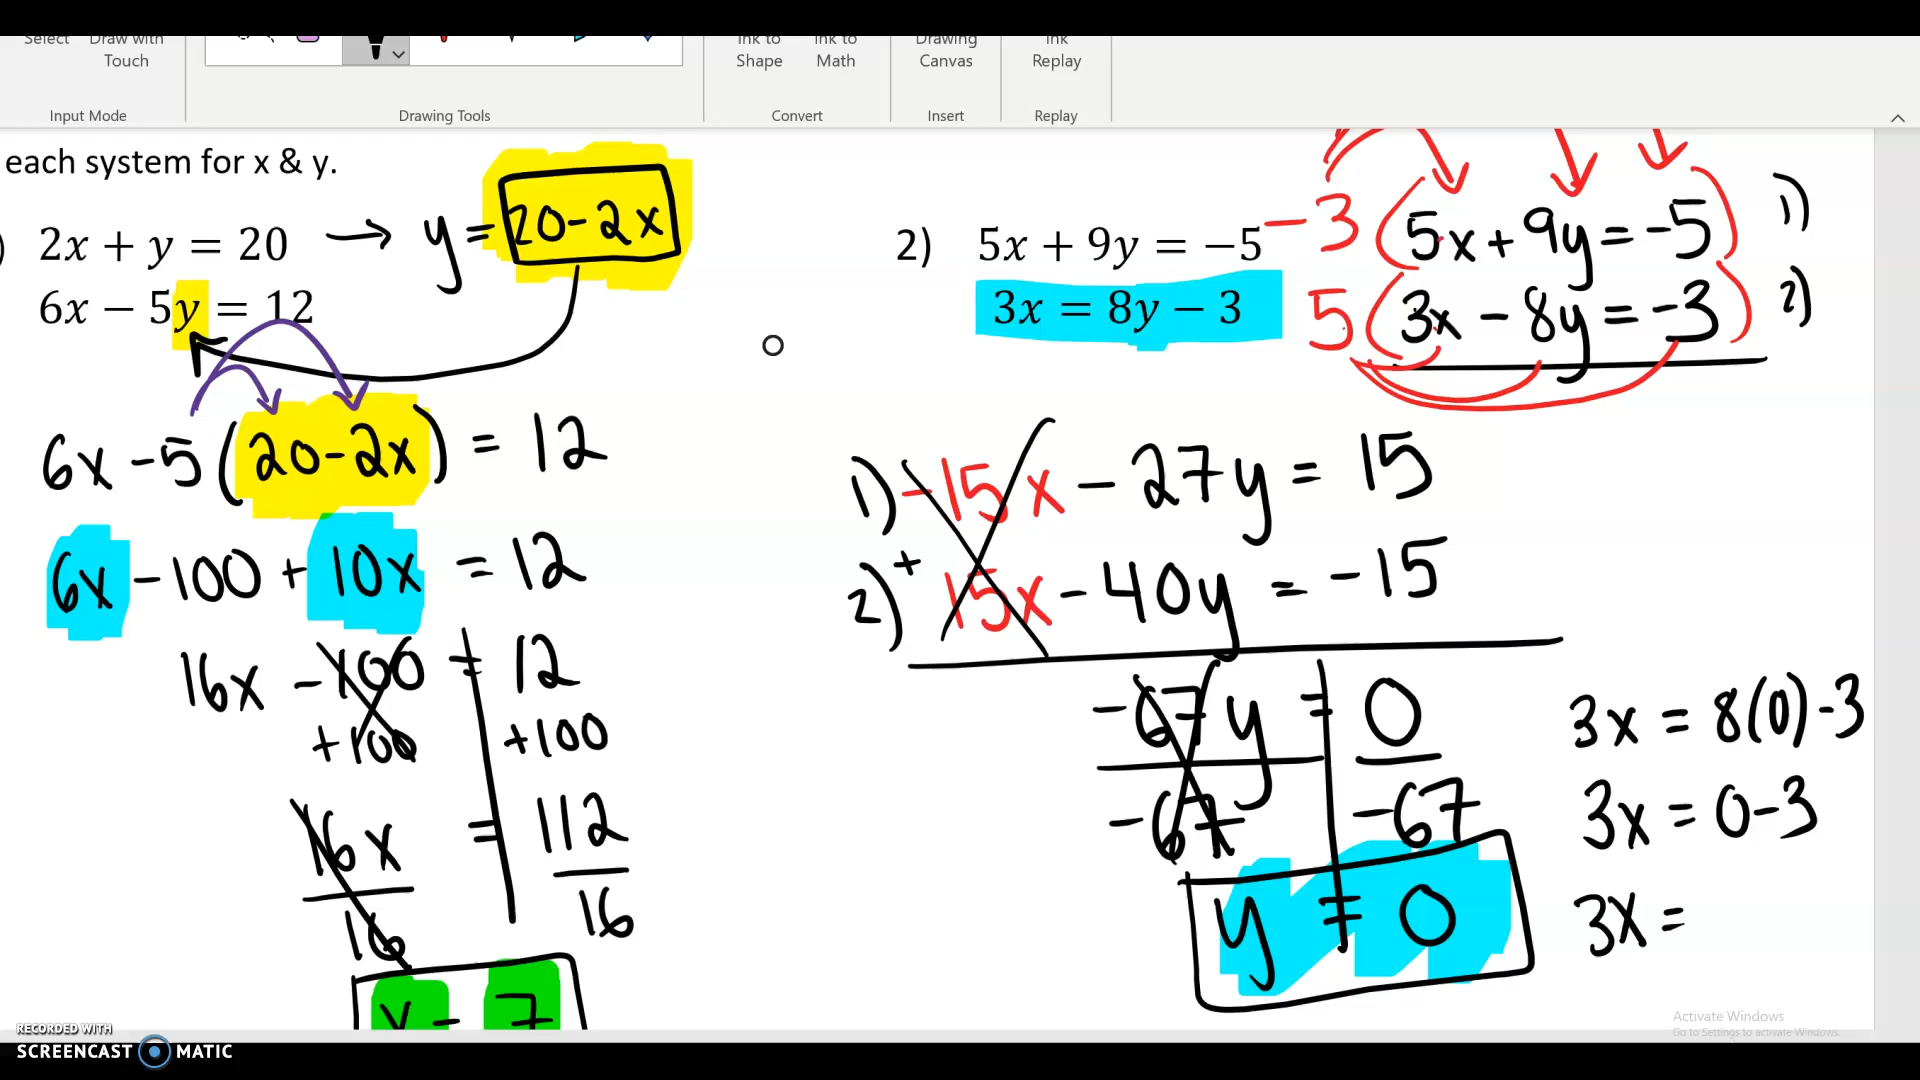 Select
Draw with
Touch
Ink to
Shape
Ink to
Math
Drawing
Canvas
Ink
Replay
Input Mode
Drawing Tools
Convert
Insert
Replay
each system for x & y.
) 2x + y = 20 → y = 20-2x
6x − 5y = 12
6x -5(20-2x) = 12
6x -100 + 10x = 12
16x -100 = 12
+100 +100
16x = 112
16 16
x = 7
2) 5x + 9y = −5
3x = 8y − 3
-3 (5x + 9y = -5) 1)
5 (3x - 8y = -3) 2)
1) -15x - 27y = 15
+
2) 15x - 40y = -15
-67y = 0
-67 -67
y = 0
3x = 8(0)-3
3x = 0-3
3x =
Activate Windows
Go to Settings to activate Windows.
RECORDED WITH
SCREENCAST MATIC